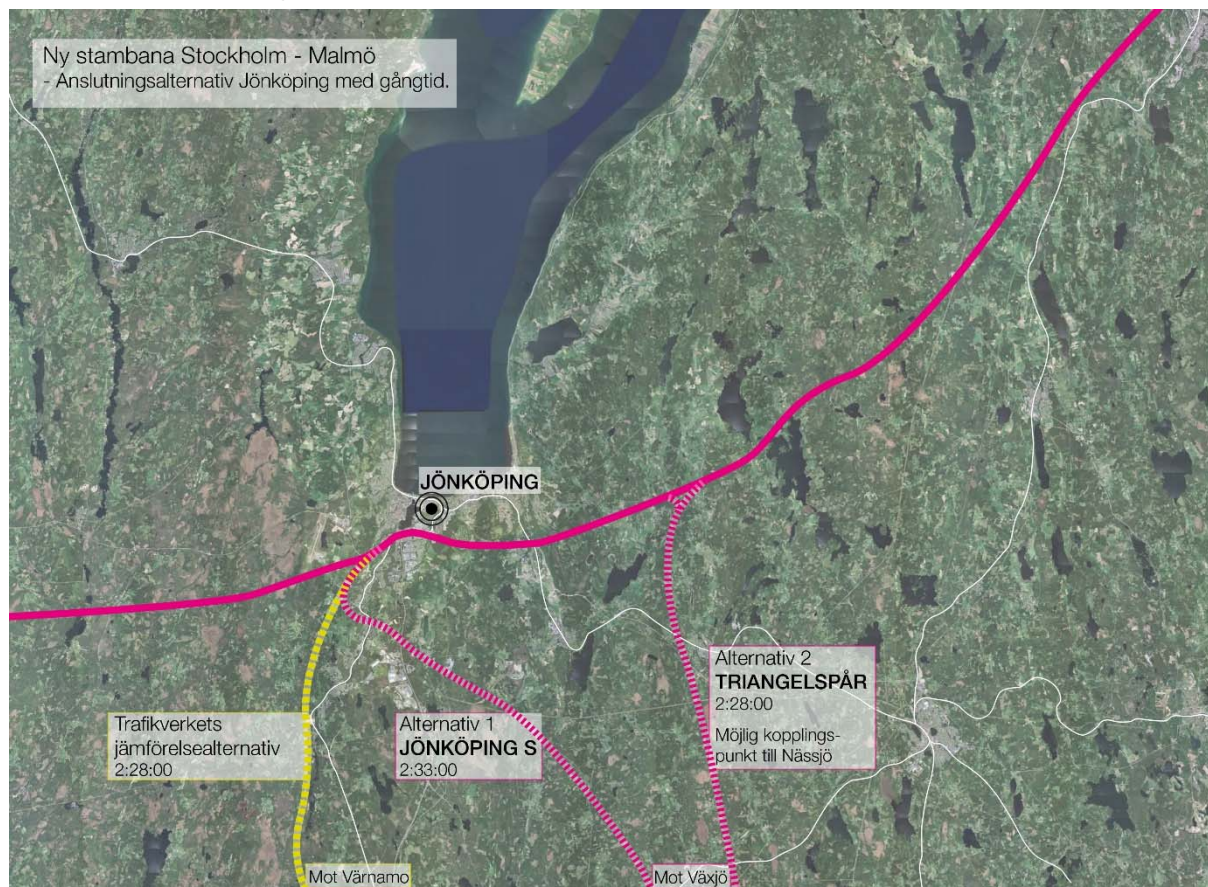 Ny stambana Stockholm - Malmö
- Anslutningsalternativ Jönköping med gångtid.
JÖNKÖPING
Alternativ 2
TRIANGELSPÅR
2:28:00
Möjlig kopplings-
punkt till Nässjö
Trafikverkets
jämförelsealternativ
2:28:00
Alternativ 1
JÖNKÖPING S
2:33:00
Mot Värnamo
Mot Växjö